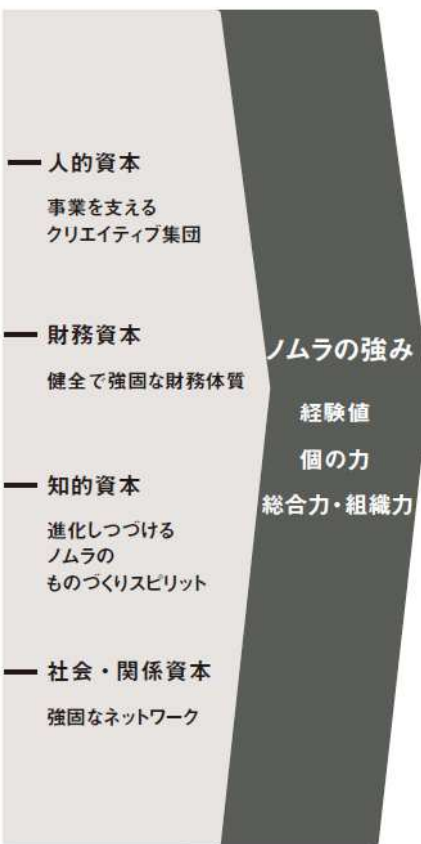 人的資本
事業を支える
クリエイティブ集団
財務資本
健全で強固な財務体質
知的資本
進化しつづける
ノムラの
ものづくりスピリット
社会・関係資本
強固なネットワーク
ノムラの強み
経験値
個の力
総合力・組織力